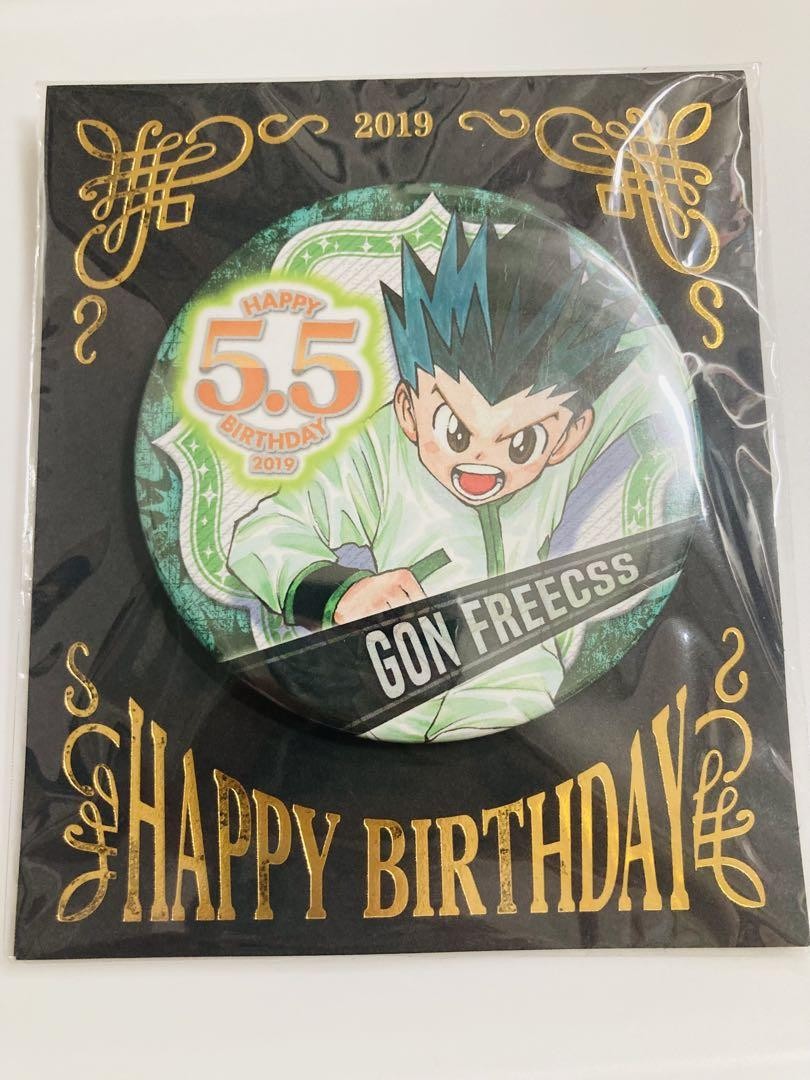 2019
HAPPY
5.5
BIRTHDAY
2019
GON FREECSS
HAPPY BIRTHDAY